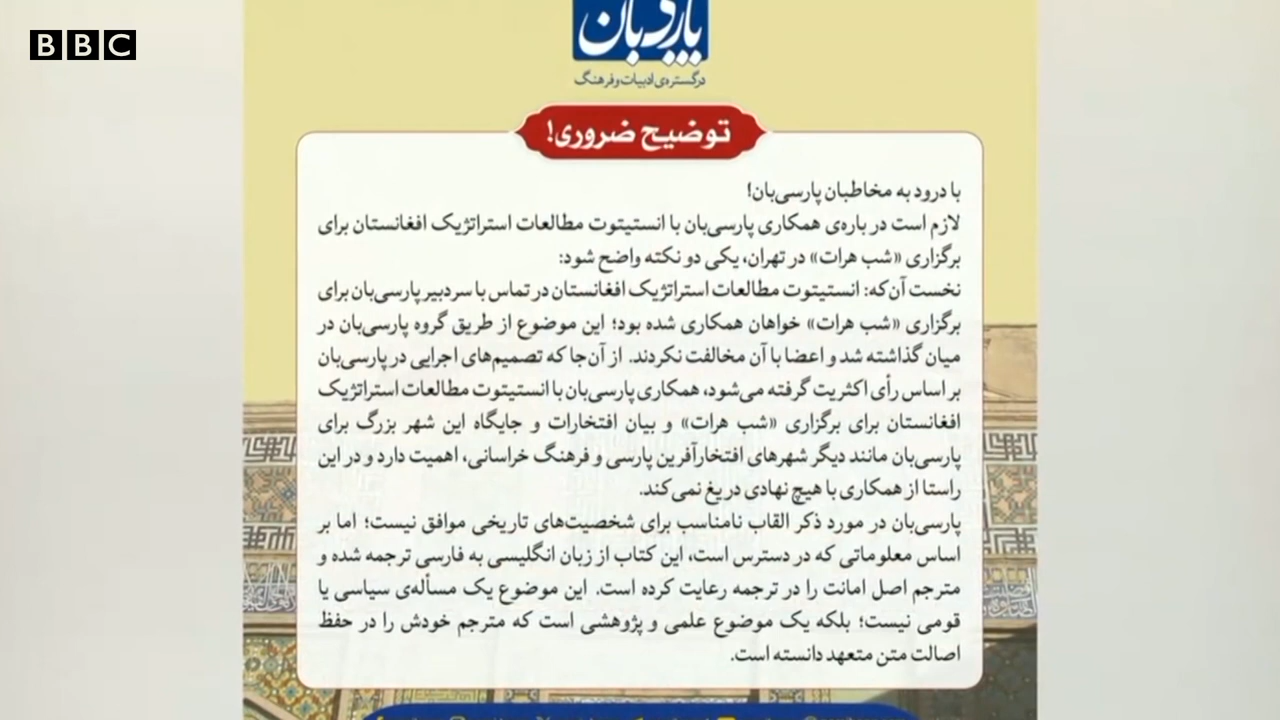 BBC
پارسی‌بان
در گستره‌ی ادبیات و فرهنگ
توضیح ضروری!
با درود به مخاطبان پارسی‌بان!
لازم است در باره‌ی همکاری پارسی‌بان با انستیتوت مطالعات استراتژیک افغانستان برای
برگزاری «شب هرات» در تهران، یکی دو نکته واضح شود:
نخست آن‌که: انستیتوت مطالعات استراتژیک افغانستان در تماس با سردبیر پارسی‌بان برای
برگزاری «شب هرات» خواهان همکاری شده بود؛ این موضوع از طریق گروه پارسی‌بان در
میان گذاشته شد و اعضا با آن مخالفت نکردند. از آن‌جا که تصمیم‌های اجرایی در پارسی‌بان
بر اساس رأی اکثریت گرفته می‌شود، همکاری پارسی‌بان با انستیتوت مطالعات استراتژیک
افغانستان برای برگزاری «شب هرات» و بیان افتخارات و جایگاه این شهر بزرگ برای
پارسی‌بان مانند دیگر شهرهای افتخارآفرین پارسی و فرهنگ خراسانی، اهمیت دارد و در این
راستا از همکاری با هیچ نهادی دریغ نمی‌کند.
پارسی‌بان در مورد ذکر القاب نامناسب برای شخصیت‌های تاریخی موافق نیست؛ اما بر
اساس معلوماتی که در دسترس است، این کتاب از زبان انگلیسی به فارسی ترجمه شده و
مترجم اصل امانت را در ترجمه رعایت کرده است. این موضوع یک مسأله‌ی سیاسی یا
قومی نیست؛ بلکه یک موضوع علمی و پژوهشی است که مترجم خودش را در حفظ
اصالت متن متعهد دانسته است.